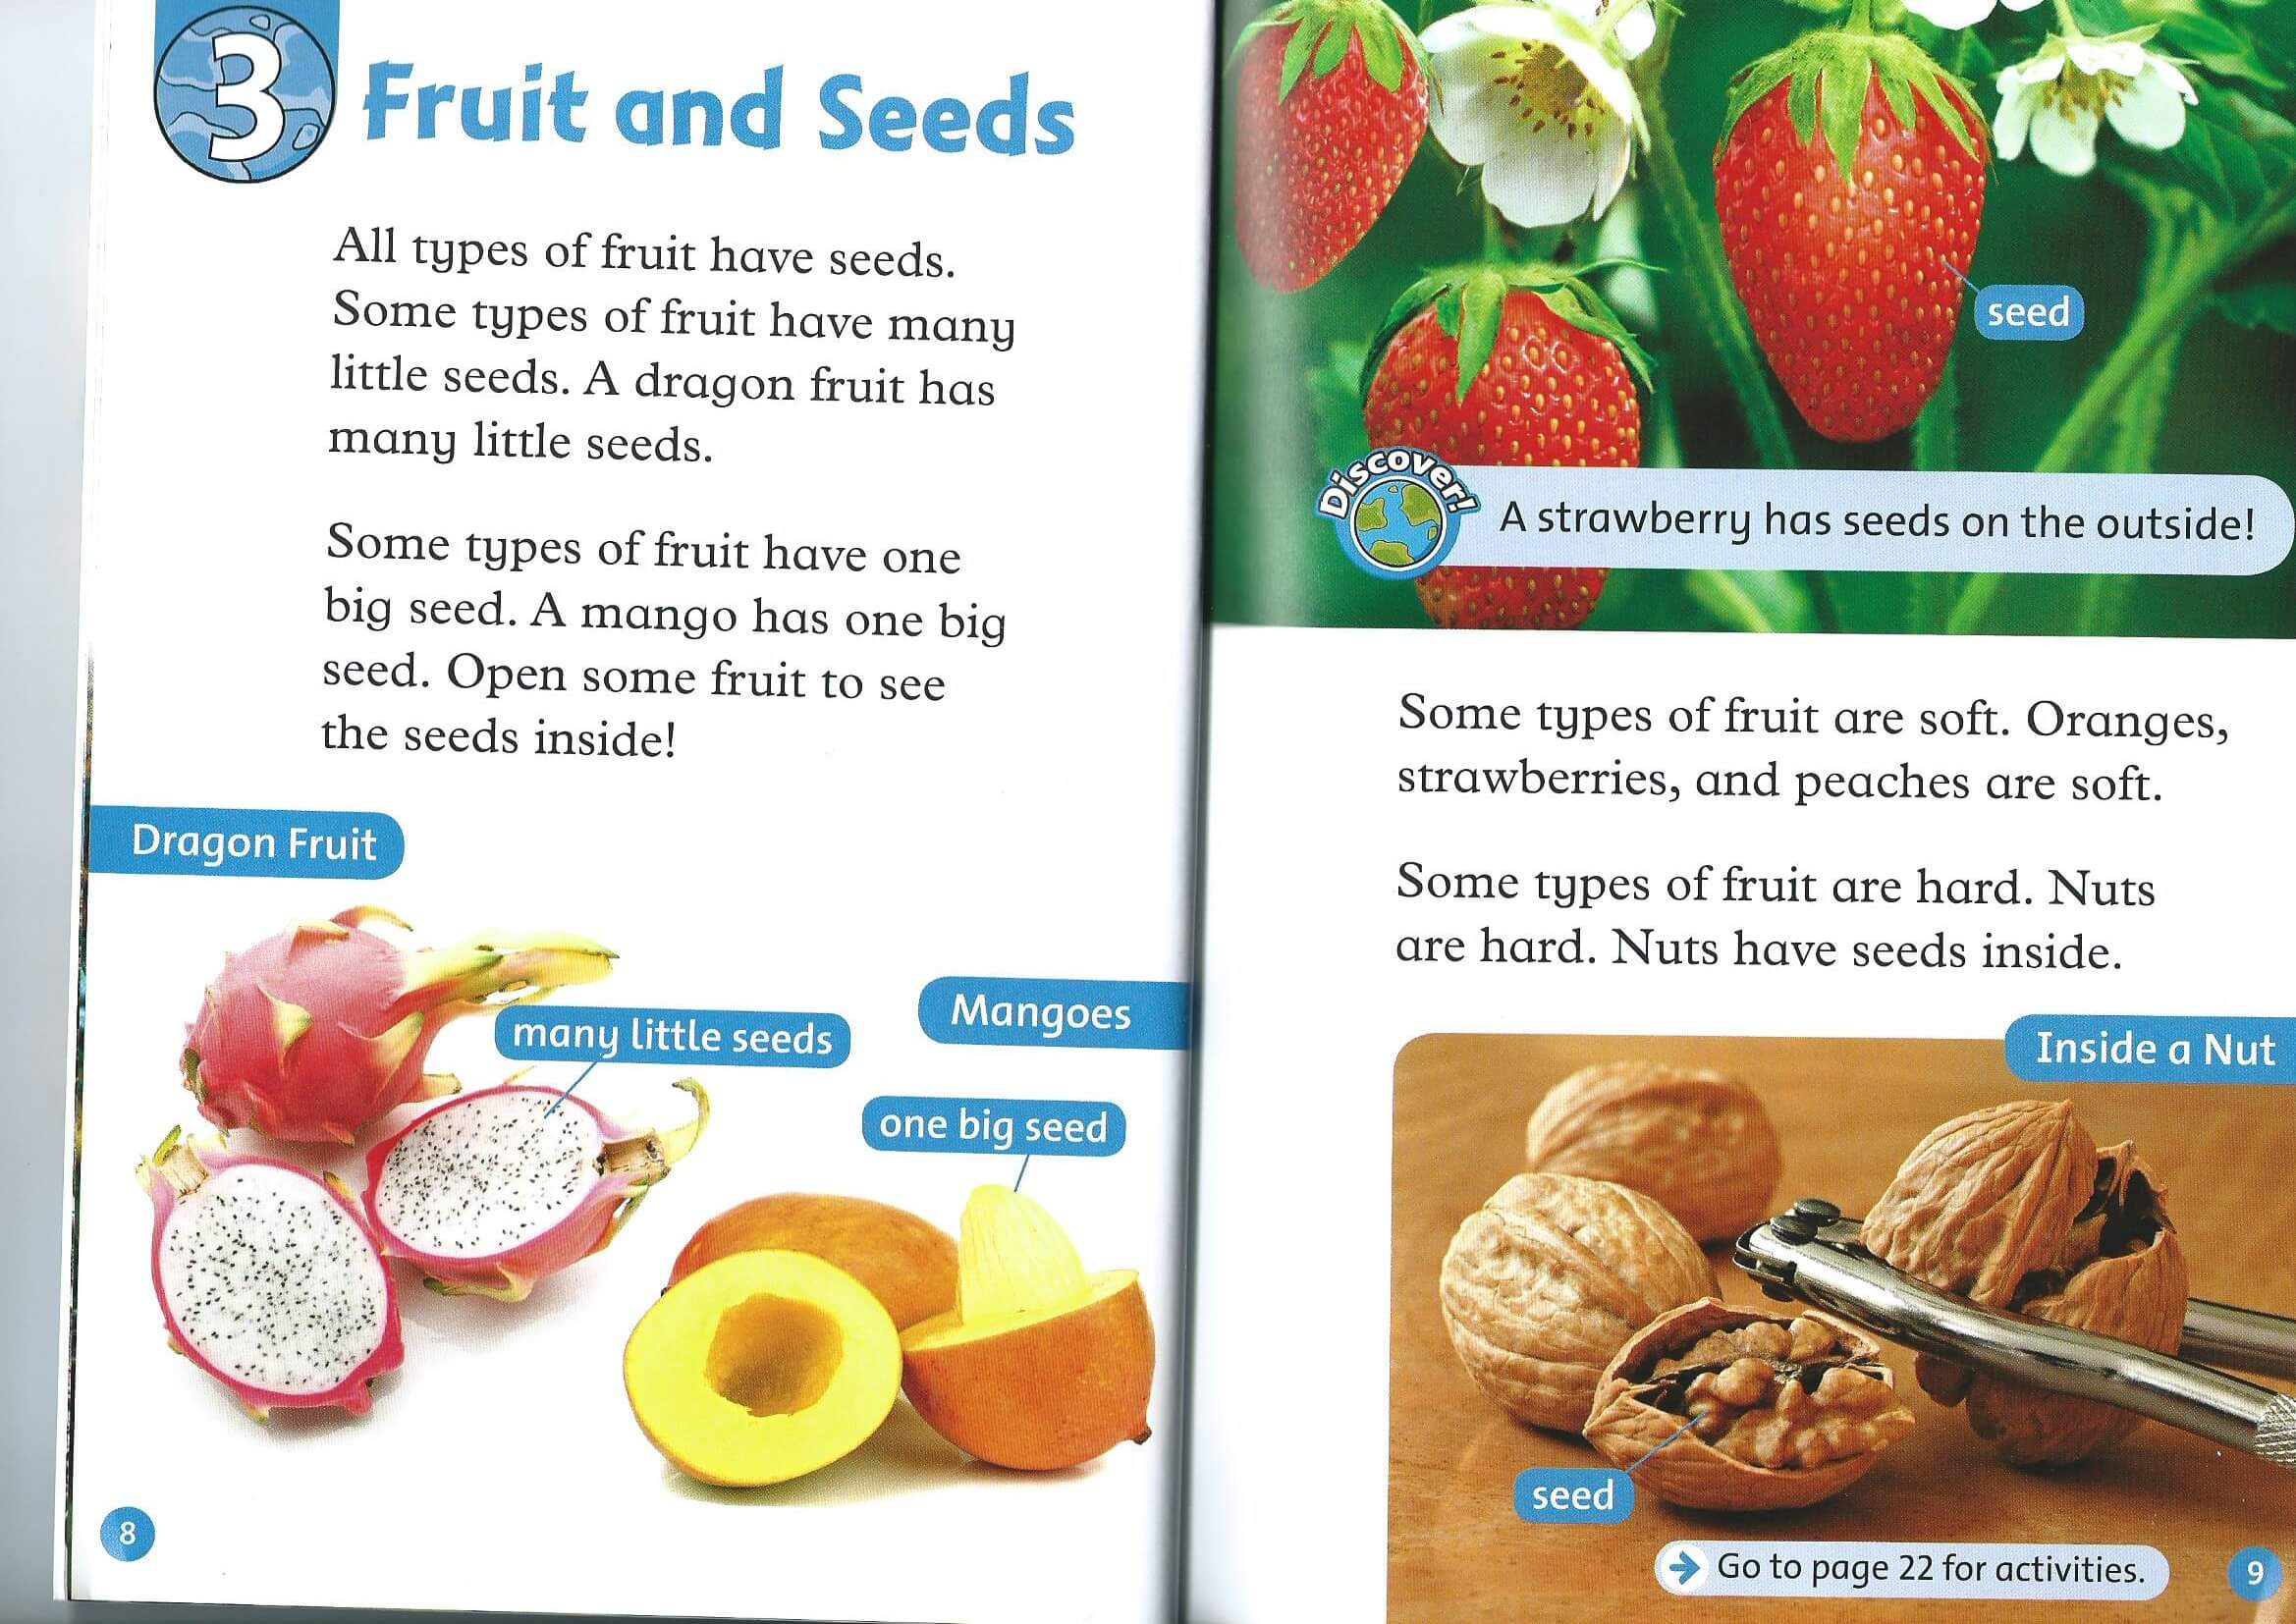 3
Fruit and Seeds
All types of fruit have seeds.
Some types of fruit have many
little seeds. A dragon fruit has
many little seeds.
Some types of fruit have one
big seed. A mango has one big
seed. Open some fruit to see
the seeds inside!
Dragon Fruit
many little seeds
Mangoes
one big seed
8
seed
Discover!
A strawberry has seeds on the outside!
Some types of fruit are soft. Oranges,
strawberries, and peaches are soft.
Some types of fruit are hard. Nuts
are hard. Nuts have seeds inside.
Inside a Nut
seed
Go to page 22 for activities.
9